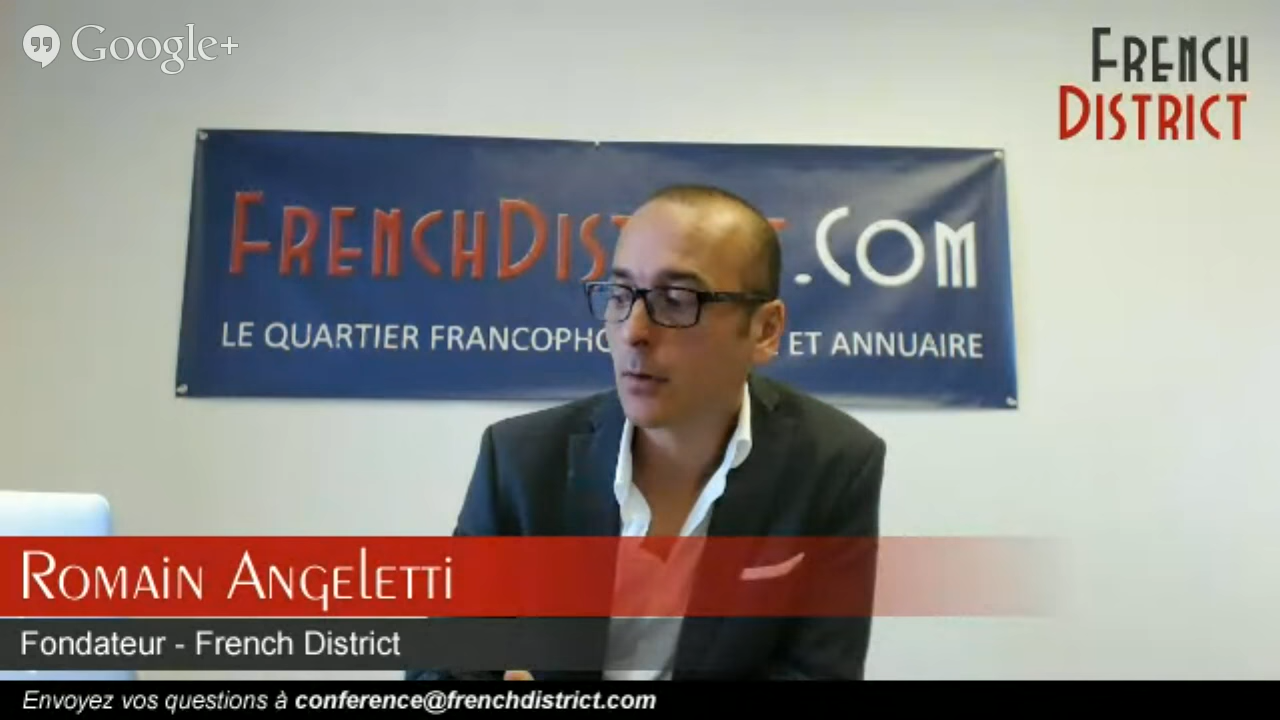 Google+
FRENCH
DISTRICT
FRENCHDIS .COM
LE QUARTIER FRANCOPHO ET ANNUAIRE
ROMAIN ANGELETTI
Fondateur - French District
Envoyez vos questions à conference@frenchdistrict.com